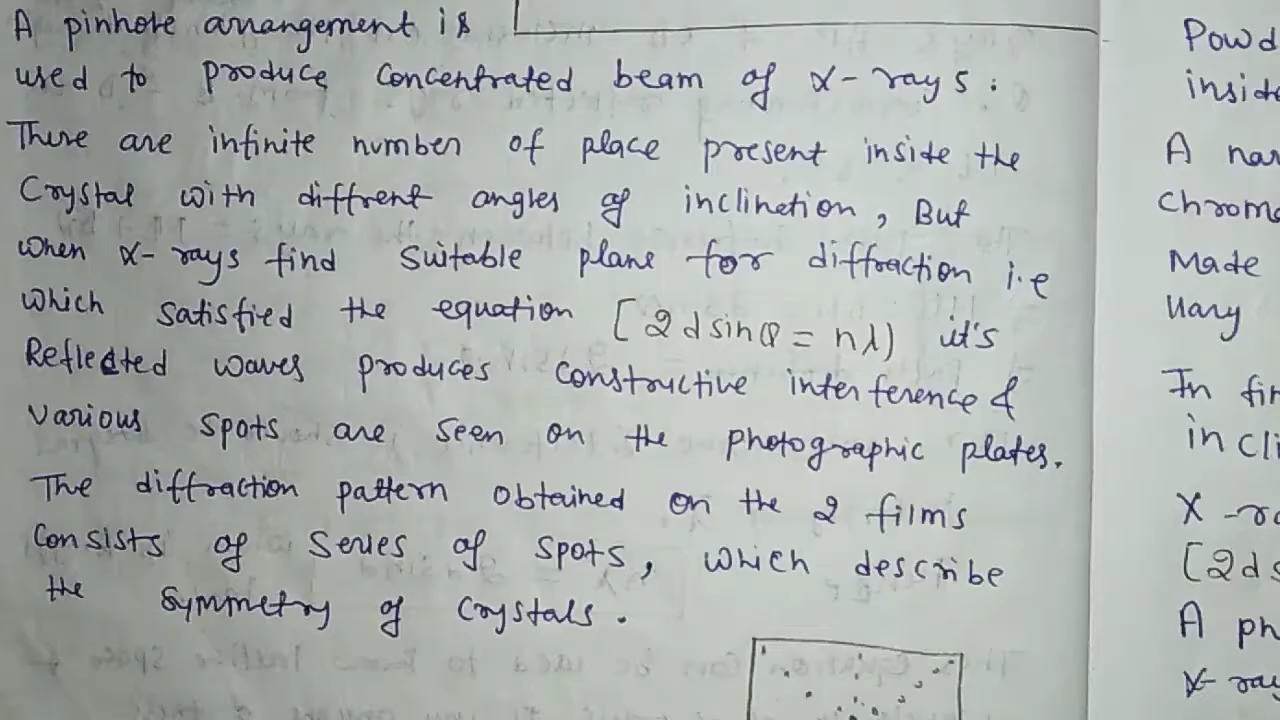 A pinhole arrangement is
used to produce concentrated beam of X-rays.
There are infinite number of place present inside the
Crystal with diffrent angles of inclination, But
when X-rays find suitable plane for diffraction i.e
which satisfied the equation [2dsinθ = nλ) it's
Reflected waves produces constructive interference &
various spots are seen on the photographic plates.
The diffraction pattern obtained on the 2 films
Consists of Series of spots, which describe
the symmetry of crystals.
Powd
inside
A nar
chromo
Made
In fir
incli
X-ra
[2ds
A ph
X-ray